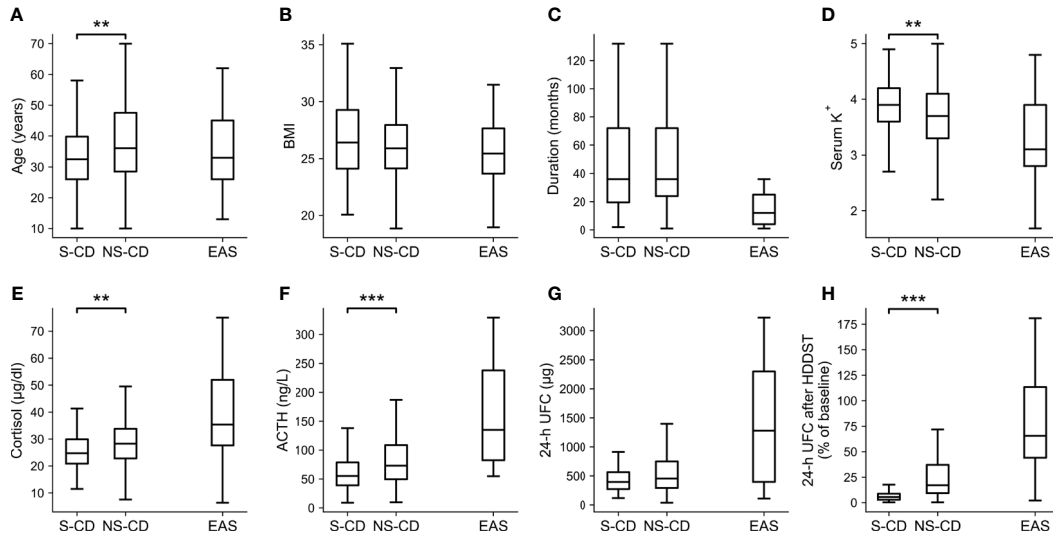 A
**
Age (years)
70
60
50
40
30
20
10
S-CD NS-CD EAS
B
BMI
35
30
25
20
S-CD NS-CD EAS
C
Duration (months)
120
100
80
60
40
20
0
S-CD NS-CD EAS
D
**
Serum K⁺
5
4
3
2
S-CD NS-CD EAS
E
**
Cortisol (µg/dl)
70
60
50
40
30
20
10
S-CD NS-CD EAS
F
***
ACTH (ng/L)
300
250
200
150
100
50
0
S-CD NS-CD EAS
G
24-h UFC (µg)
3000
2500
2000
1500
1000
500
0
S-CD NS-CD EAS
H
***
24-h UFC after HDDST
(% of baseline)
175
150
125
100
75
50
25
0
S-CD NS-CD EAS